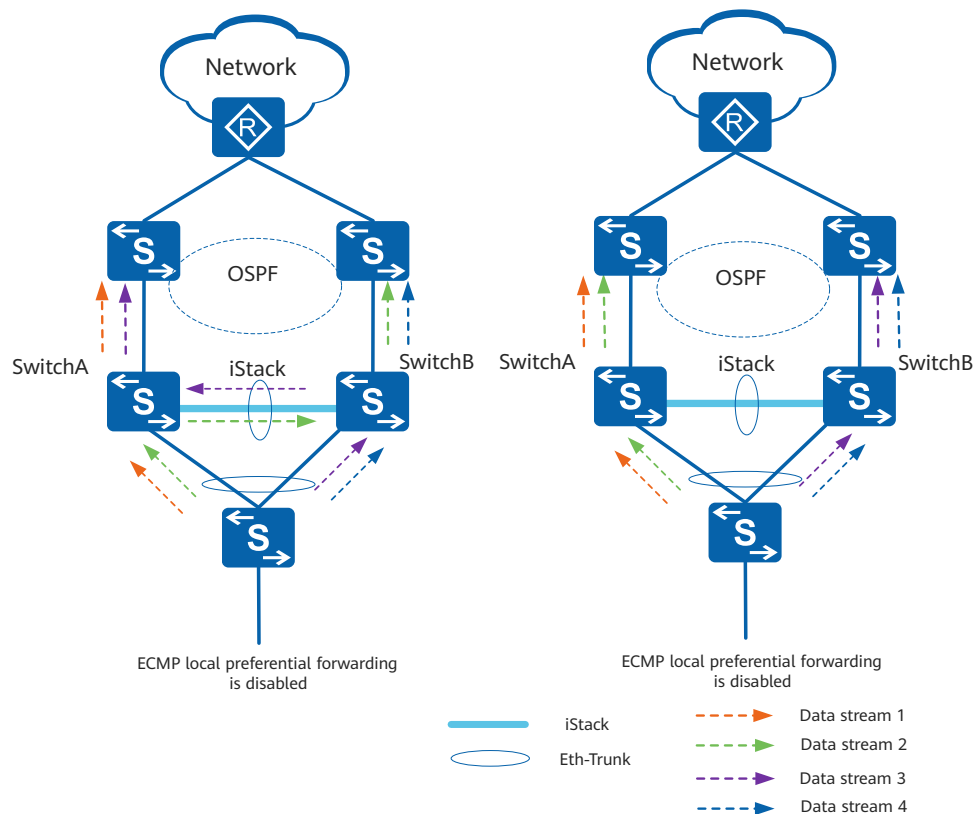 Network
R
S
S
OSPF
SwitchA
SwitchB
iStack
S
S
S
ECMP local preferential forwarding
is disabled
Network
R
S
S
OSPF
SwitchA
SwitchB
iStack
S
S
S
ECMP local preferential forwarding
is disabled
iStack
Eth-Trunk
Data stream 1
Data stream 2
Data stream 3
Data stream 4